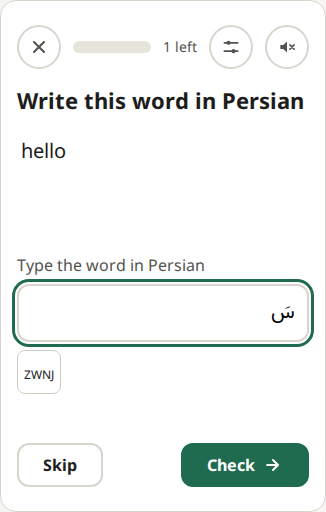 1 left
Write this word in Persian
hello
Type the word in Persian
سَ
ZWNJ
Skip
Check →